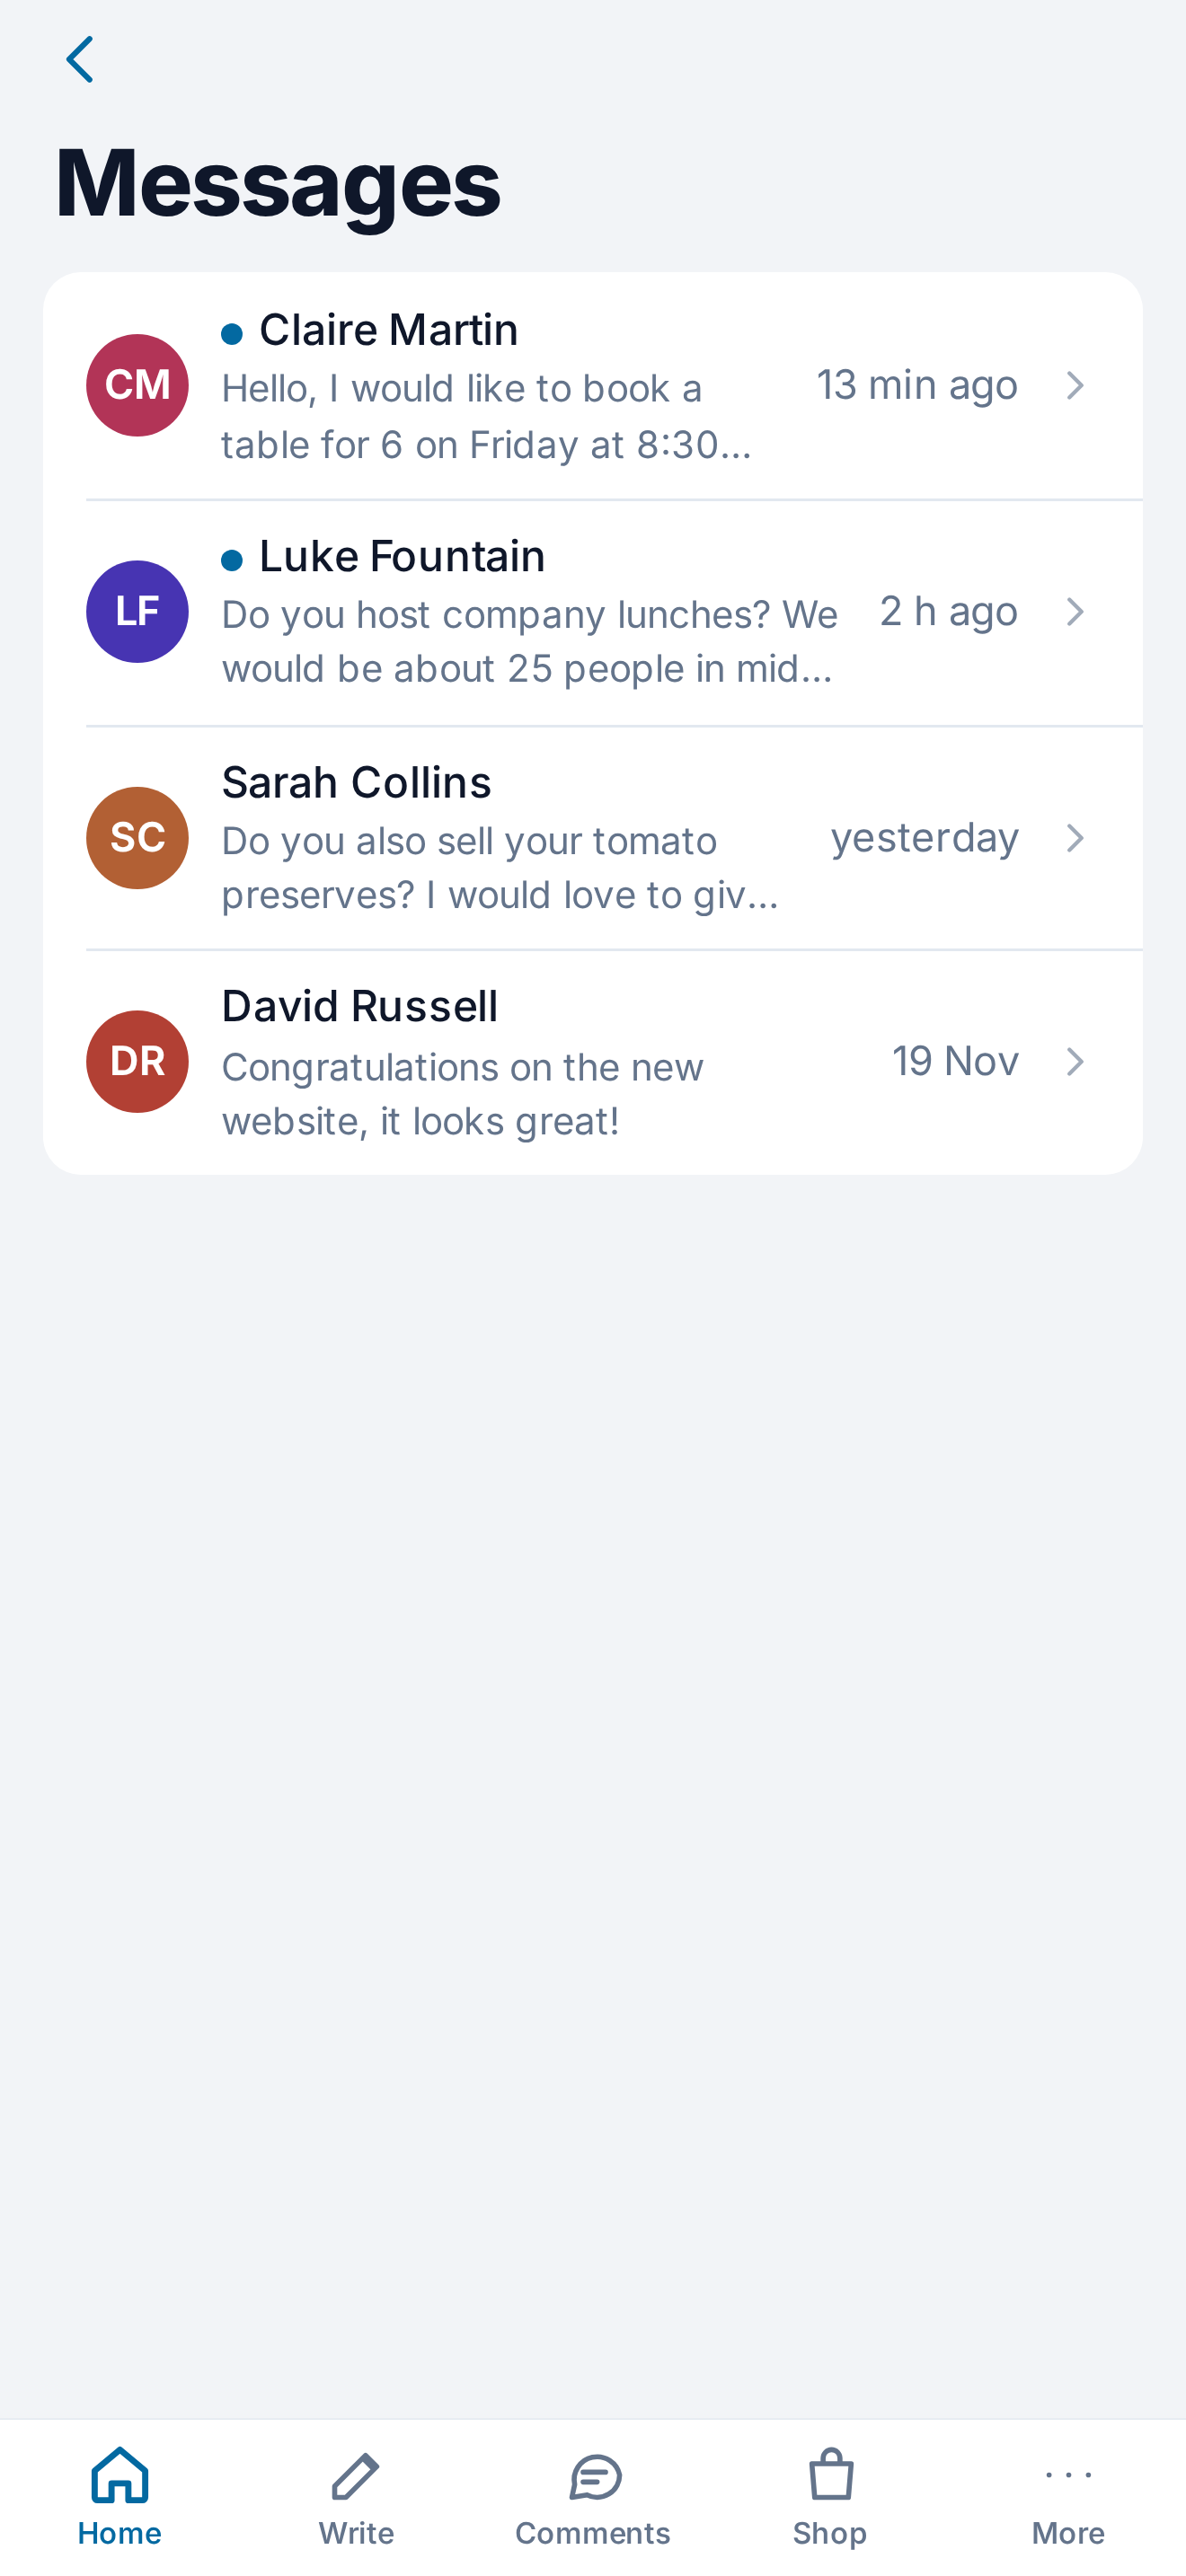 Messages
CM
Claire Martin
Hello, I would like to book a
table for 6 on Friday at 8:30...
13 min ago
LF
Luke Fountain
Do you host company lunches? We
would be about 25 people in mid...
2 h ago
SC
Sarah Collins
Do you also sell your tomato
preserves? I would love to giv...
yesterday
DR
David Russell
Congratulations on the new
website, it looks great!
19 Nov
Home
Write
Comments
Shop
More